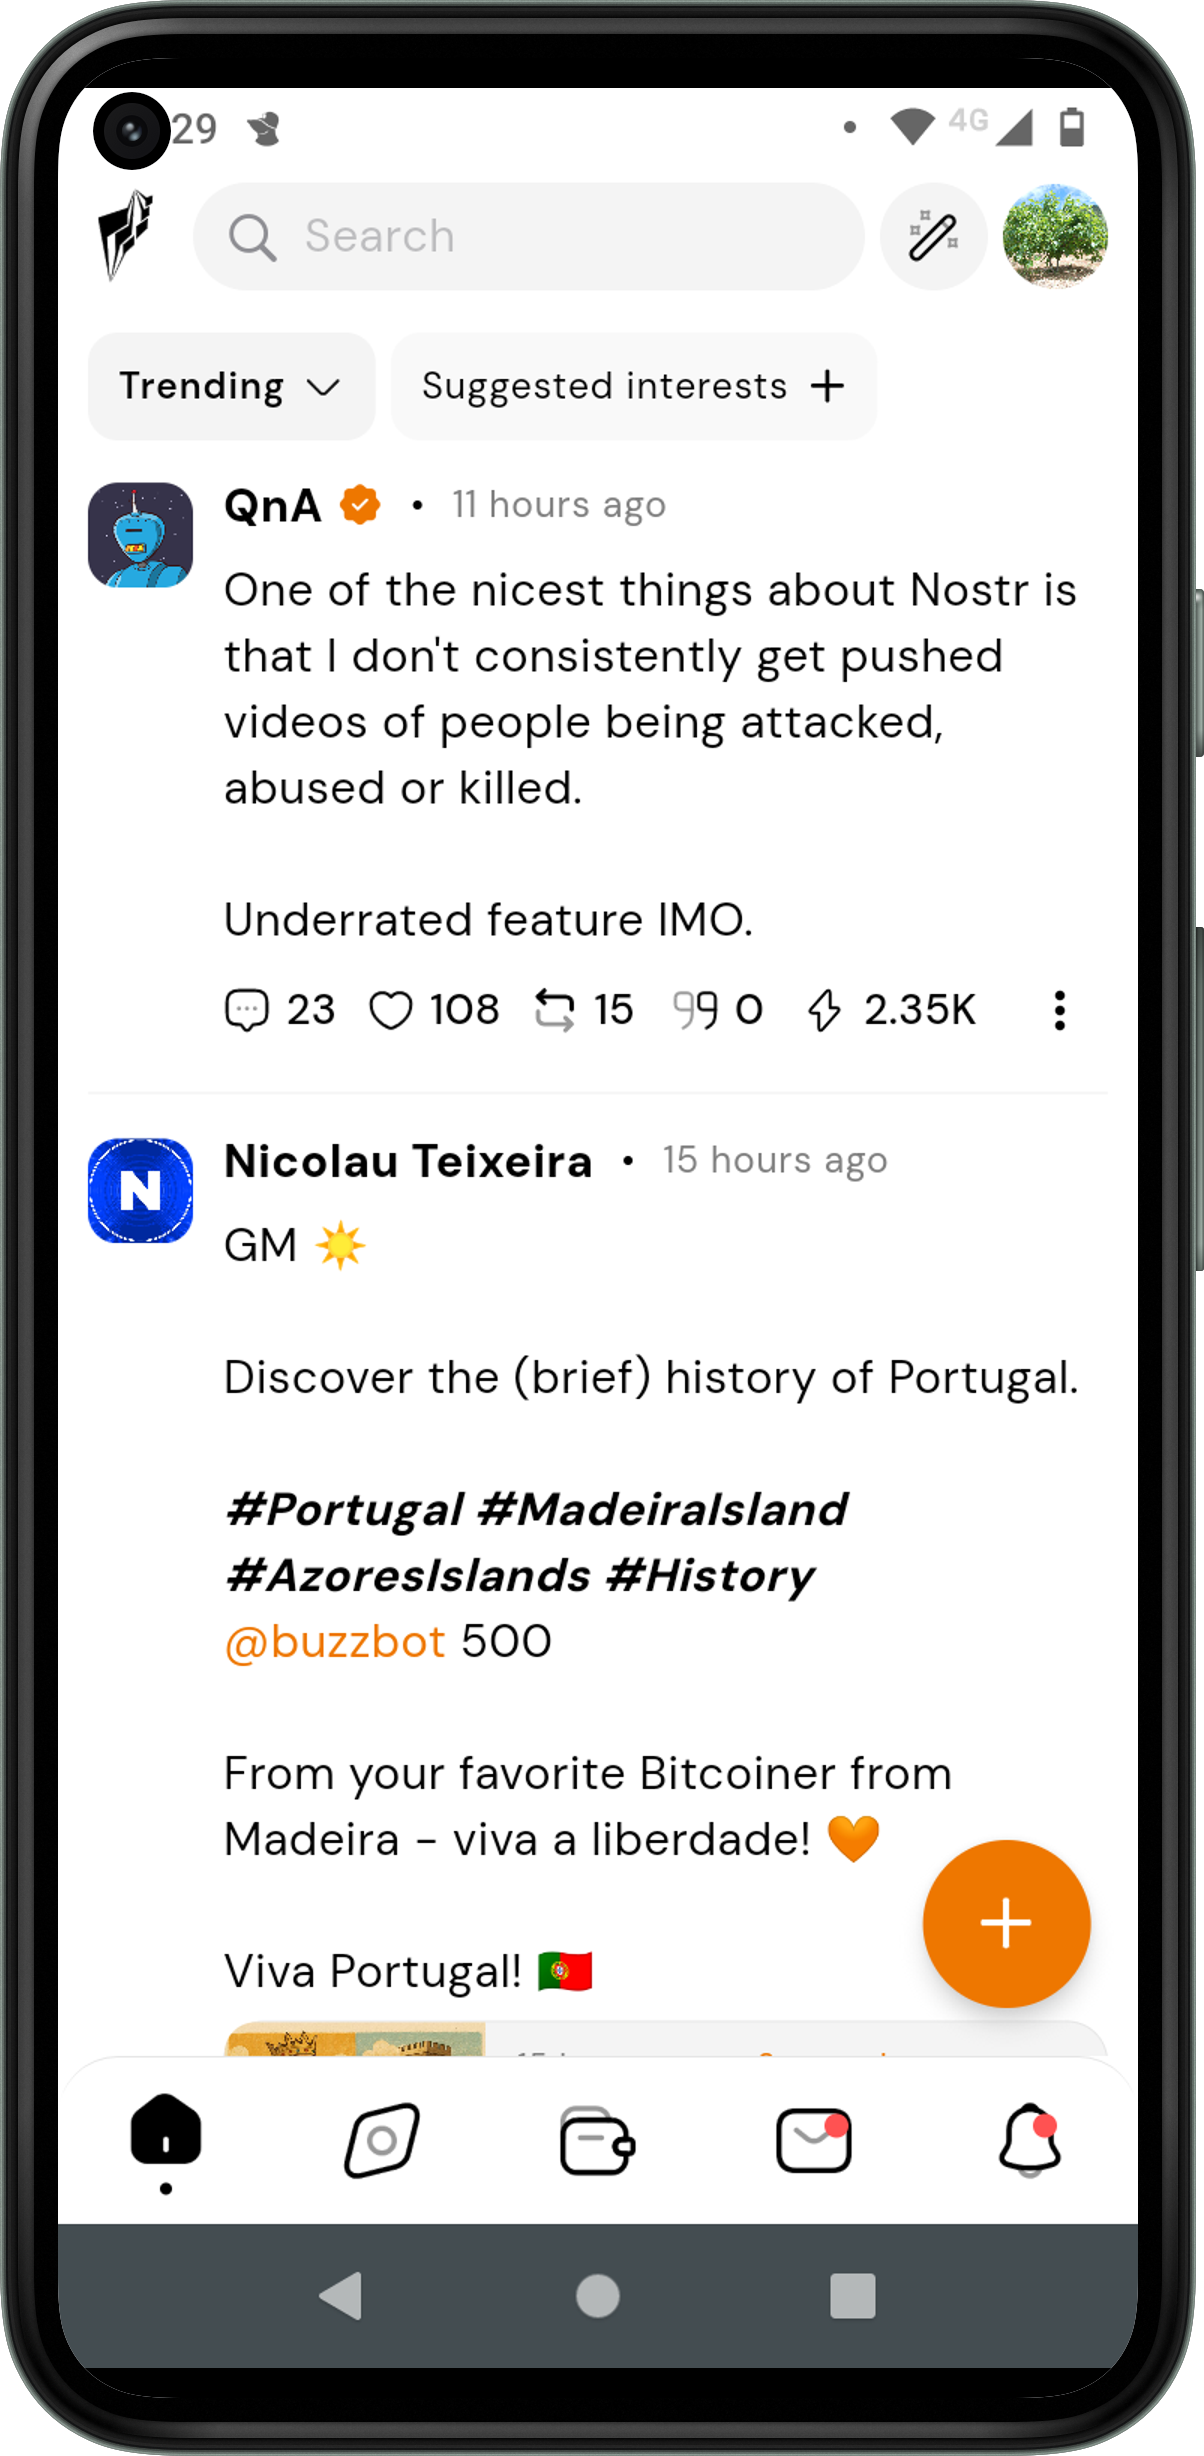 29
4G
Search
Trending
Suggested interests
QnA • 11 hours ago
One of the nicest things about Nostr is
that I don't consistently get pushed
videos of people being attacked,
abused or killed.
Underrated feature IMO.
23 108 15 0 2.35K
N
Nicolau Teixeira • 15 hours ago
GM ☀️
Discover the (brief) history of Portugal.
#Portugal #MadeiraIsland
#AzoresIslands #History
@buzzbot 500
From your favorite Bitcoiner from
Madeira - viva a liberdade! 🧡
Viva Portugal! 🇵🇹